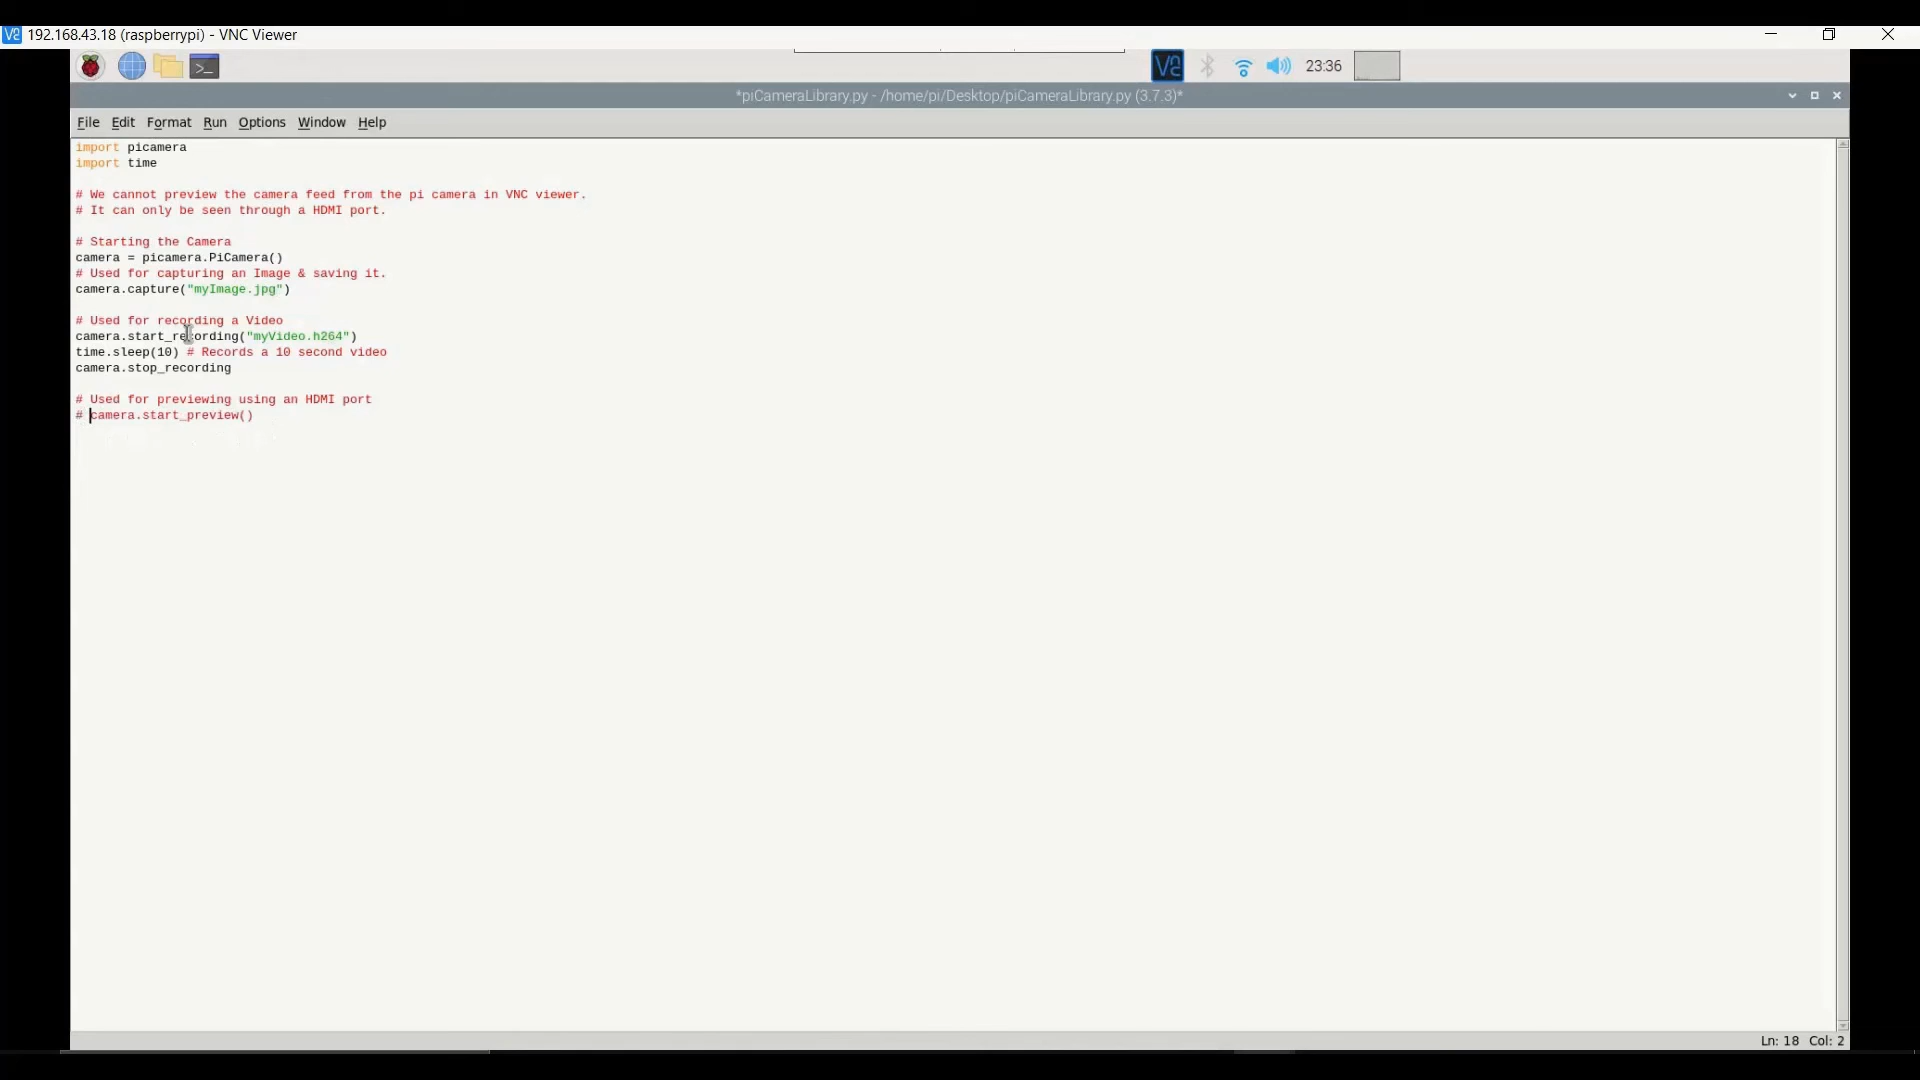 192.168.43.18 (raspberrypi) - VNC Viewer
23:36
*piCameraLibrary.py - /home/pi/Desktop/piCameraLibrary.py (3.7.3)*
File Edit Format Run Options Window Help
import picamera
import time
# We cannot preview the camera feed from the pi camera in VNC viewer.
# It can only be seen through a HDMI port.
# Starting the Camera
camera = picamera.PiCamera()
# Used for capturing an Image & saving it.
camera.capture("myImage.jpg")
# Used for recording a Video
camera.start_recording("myVideo.h264")
time.sleep(10) # Records a 10 second video
camera.stop_recording
# Used for previewing using an HDMI port
# camera.start_preview()
Ln: 18 Col: 2